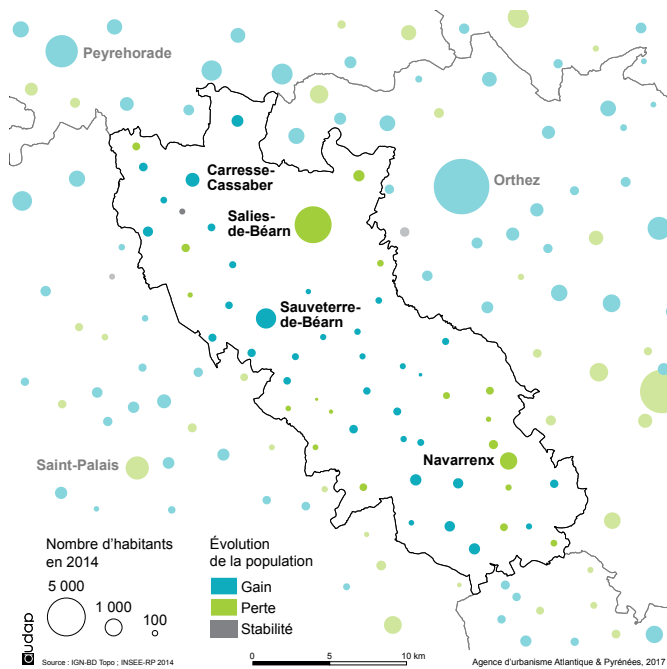 Peyrehorade
Carresse-
Cassaber
Orthez
Salies-
de-Béarn
Sauveterre-
de-Béarn
Navarrenx
Saint-Palais
Nombre d'habitants
en 2014
5 000
1 000
100
Évolution
de la population
Gain
Perte
Stabilité
audap
Source : IGN-BD Topo ; INSEE-RP 2014
0
5
10 km
Agence d'urbanisme Atlantique & Pyrénées, 2017